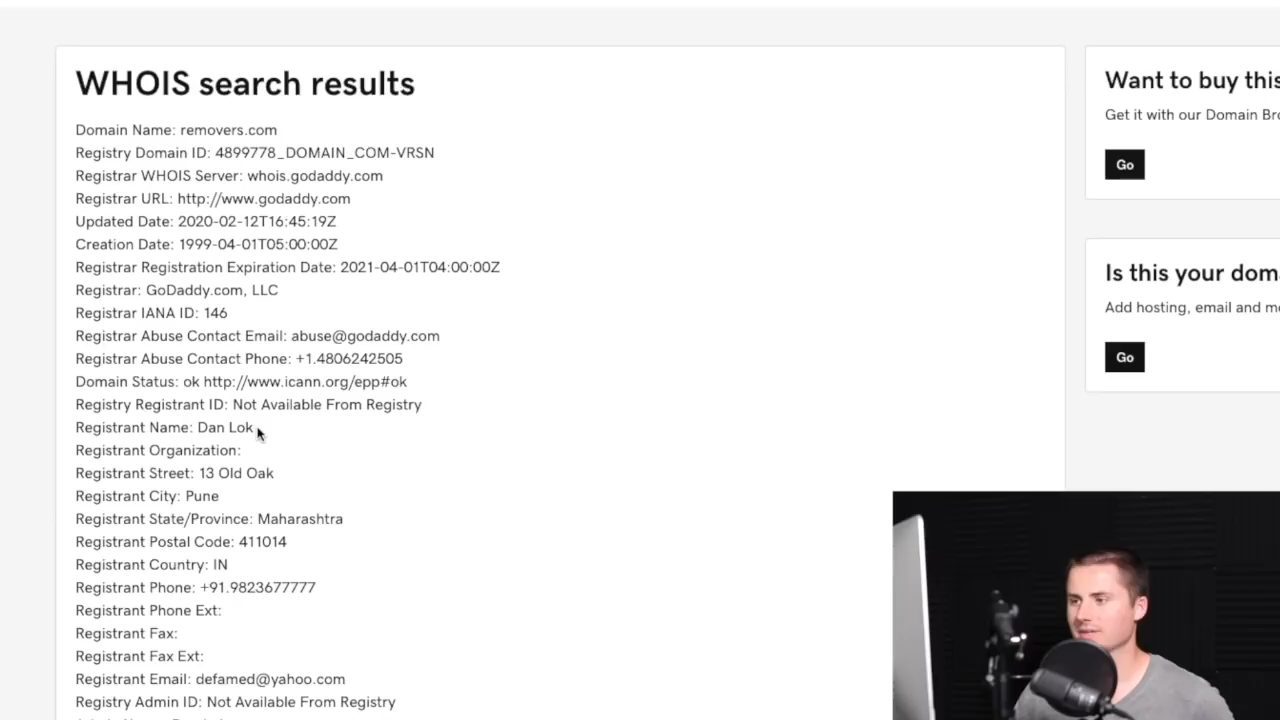 WHOIS search results
Domain Name: removers.com
Registry Domain ID: 4899778_DOMAIN_COM-VRSN
Registrar WHOIS Server: whois.godaddy.com
Registrar URL: http://www.godaddy.com
Updated Date: 2020-02-12T16:45:19Z
Creation Date: 1999-04-01T05:00:00Z
Registrar Registration Expiration Date: 2021-04-01T04:00:00Z
Registrar: GoDaddy.com, LLC
Registrar IANA ID: 146
Registrar Abuse Contact Email: abuse@godaddy.com
Registrar Abuse Contact Phone: +1.4806242505
Domain Status: ok http://www.icann.org/epp#ok
Registry Registrant ID: Not Available From Registry
Registrant Name: Dan Lok
Registrant Organization:
Registrant Street: 13 Old Oak
Registrant City: Pune
Registrant State/Province: Maharashtra
Registrant Postal Code: 411014
Registrant Country: IN
Registrant Phone: +91.9823677777
Registrant Phone Ext:
Registrant Fax:
Registrant Fax Ext:
Registrant Email: defamed@yahoo.com
Registry Admin ID: Not Available From Registry
Want to buy this
Get it with our Domain Bro
Go
Is this your dom
Add hosting, email and m
Go